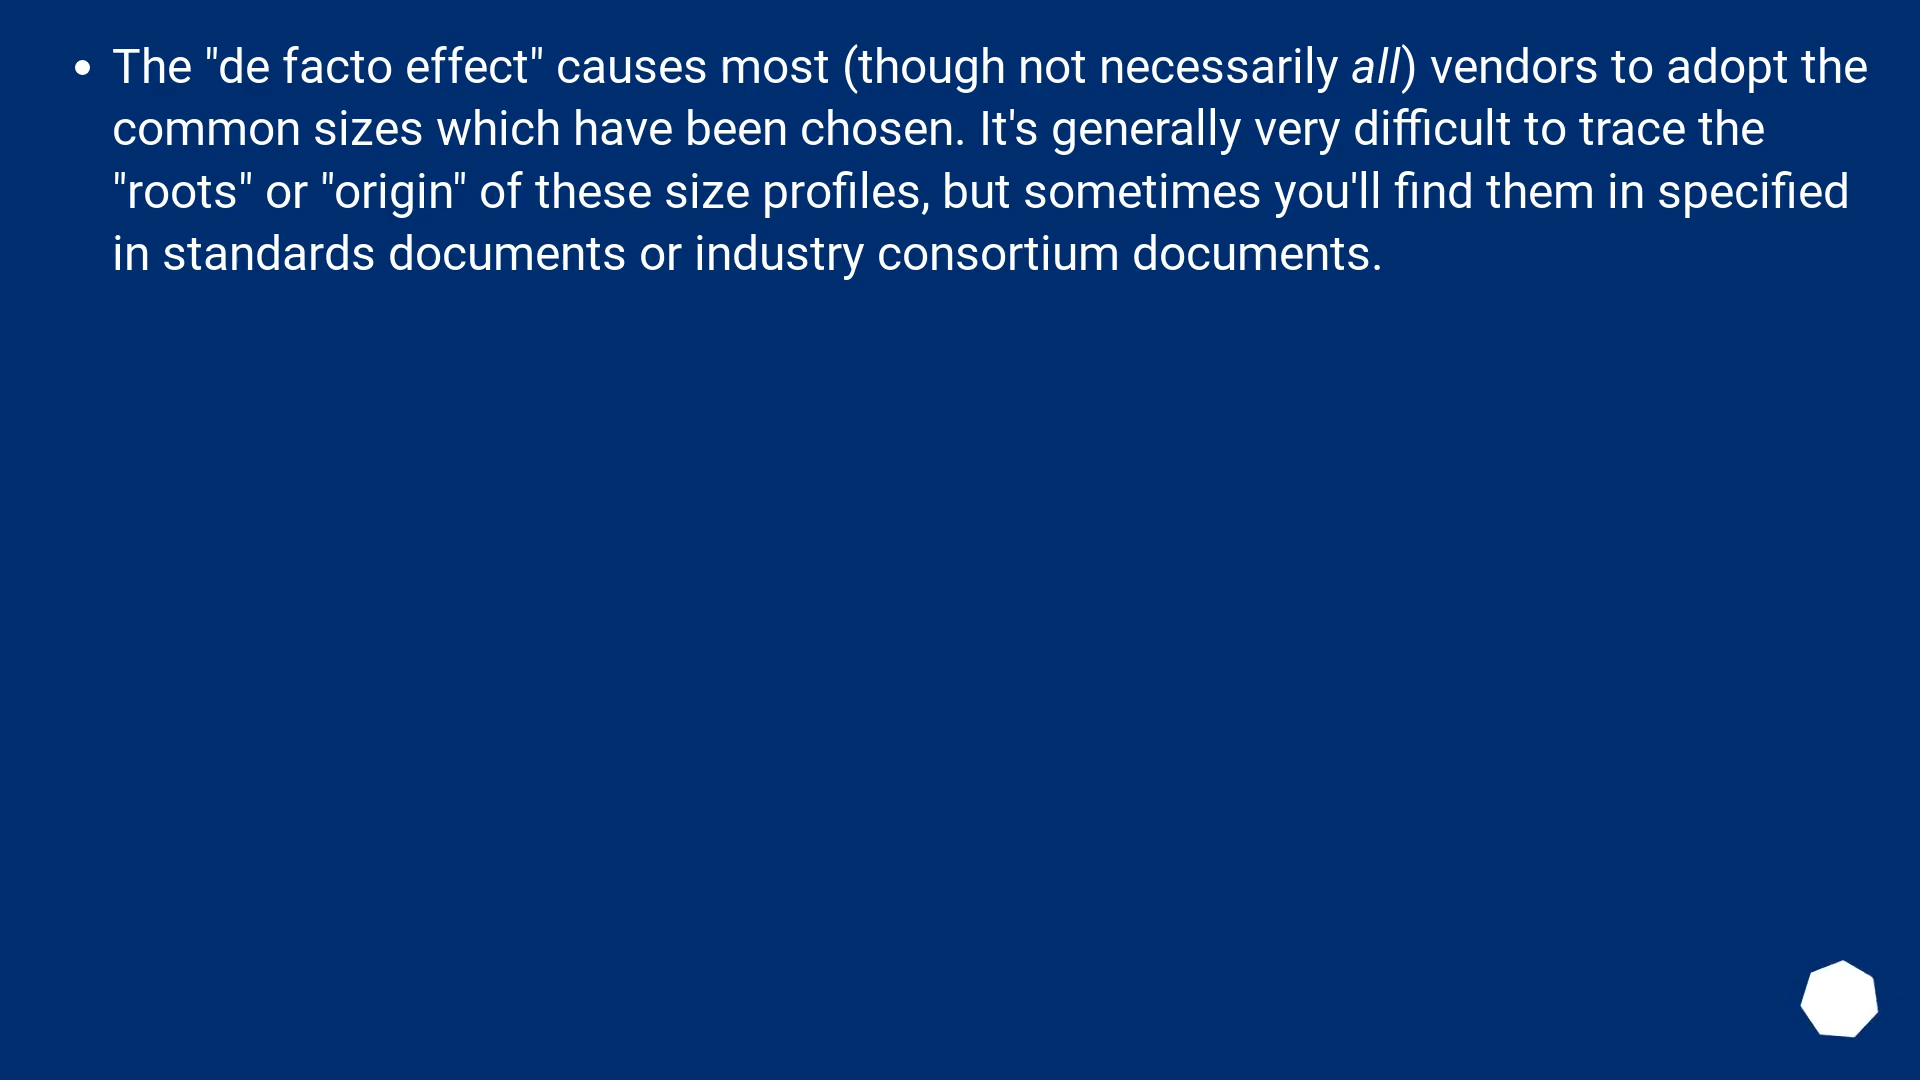 • The "de facto effect" causes most (though not necessarily all) vendors to adopt the
common sizes which have been chosen. It's generally very difficult to trace the
"roots" or "origin" of these size profiles, but sometimes you'll find them in specified
in standards documents or industry consortium documents.